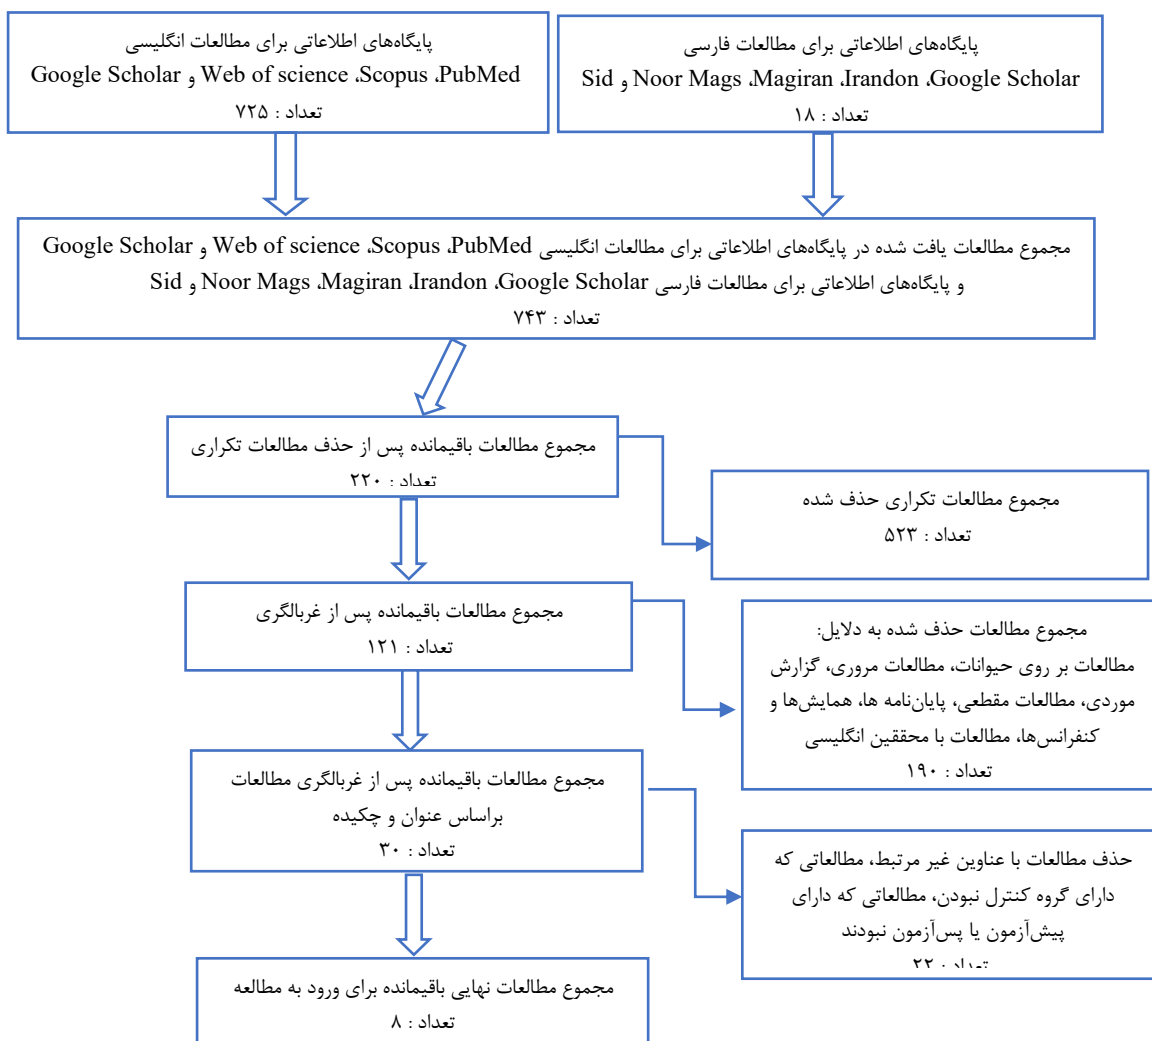 پایگاه‌های اطلاعاتی برای مطالعات فارسی
Google Scholar، Irandon، Magiran، Noor Mags و Sid
تعداد : ۱۸
پایگاه‌های اطلاعاتی برای مطالعات انگلیسی
PubMed، Scopus، Web of science و Google Scholar
تعداد : ۷۲۵
مجموع مطالعات یافت شده در پایگاه‌های اطلاعاتی برای مطالعات انگلیسی PubMed، Scopus، Web of science و Google Scholar
و پایگاه‌های اطلاعاتی برای مطالعات فارسی Google Scholar، Irandon، Magiran، Noor Mags و Sid
تعداد : ۷۴۳
مجموع مطالعات باقیمانده پس از حذف مطالعات تکراری
تعداد : ۲۲۰
مجموع مطالعات تکراری حذف شده
تعداد : ۵۲۳
مجموع مطالعات باقیمانده پس از غربالگری
تعداد : ۱۲۱
مجموع مطالعات حذف شده به دلایل:
مطالعات بر روی حیوانات، مطالعات مروری، گزارش
موردی، مطالعات مقطعی، پایان‌نامه ها، همایش‌ها و
کنفرانس‌ها، مطالعات با محققین انگلیسی
تعداد : ۱۹۰
مجموع مطالعات باقیمانده پس از غربالگری مطالعات
براساس عنوان و چکیده
تعداد : ۳۰
حذف مطالعات با عناوین غیر مرتبط، مطالعاتی که
دارای گروه کنترل نبودن، مطالعاتی که دارای
پیش‌آزمون یا پس‌آزمون نبودند
تعداد : ۲۲
مجموع مطالعات نهایی باقیمانده برای ورود به مطالعه
تعداد : ۸